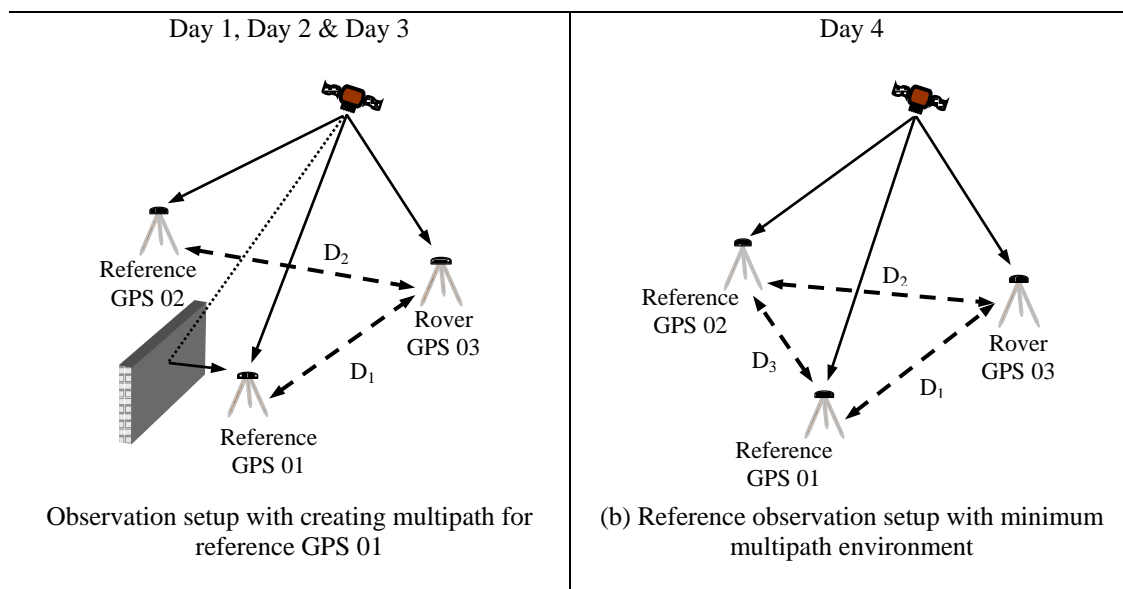 Day 1, Day 2 & Day 3
D₂
Reference
GPS 02
Rover
GPS 03
D₁
Reference
GPS 01
Observation setup with creating multipath for
reference GPS 01
Day 4
D₂
Reference
GPS 02
Rover
GPS 03
D₃
D₁
Reference
GPS 01
(b) Reference observation setup with minimum
multipath environment